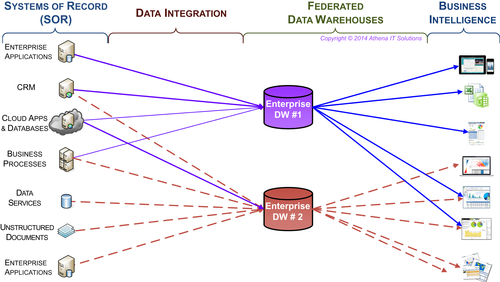 SYSTEMS OF RECORD
(SOR)
DATA INTEGRATION
FEDERATED
DATA WAREHOUSES
BUSINESS
INTELLIGENCE
Copyright © 2014 Athena IT Solutions
ENTERPRISE
APPLICATIONS
CRM
CLOUD APPS
& DATABASES
BUSINESS
PROCESSES
DATA
SERVICES
UNSTRUCTURED
DOCUMENTS
ENTERPRISE
APPLICATIONS
Enterprise
DW #1
Enterprise
DW # 2